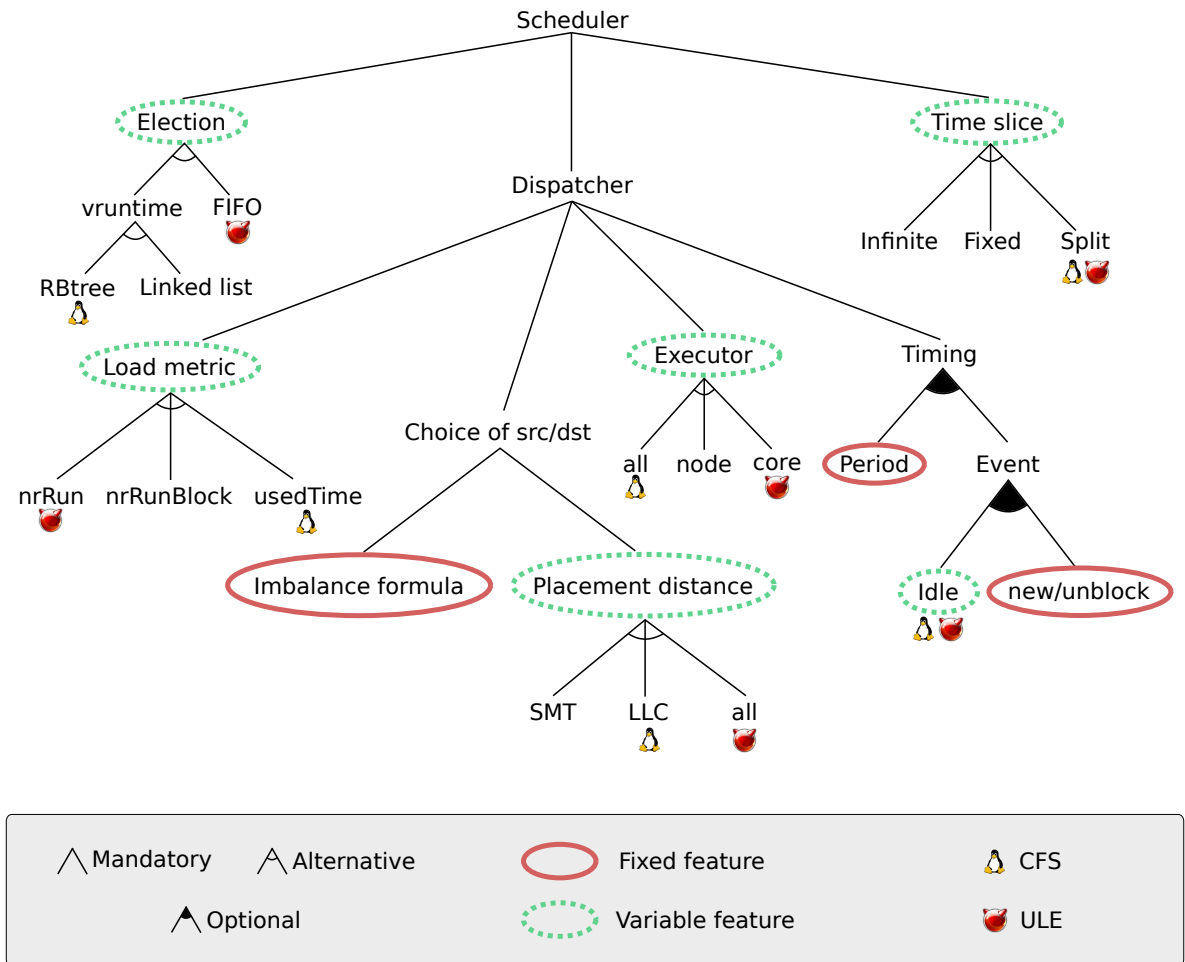 Scheduler
Election
Time slice
Dispatcher
vruntime
FIFO
Infinite
Fixed
Split
RBtree
Linked list
Load metric
Executor
Timing
Choice of src/dst
all
node
core
Period
Event
nrRun
nrRunBlock
usedTime
Imbalance formula
Placement distance
Idle
new/unblock
SMT
LLC
all
Mandatory
Alternative
Fixed feature
CFS
Optional
Variable feature
ULE